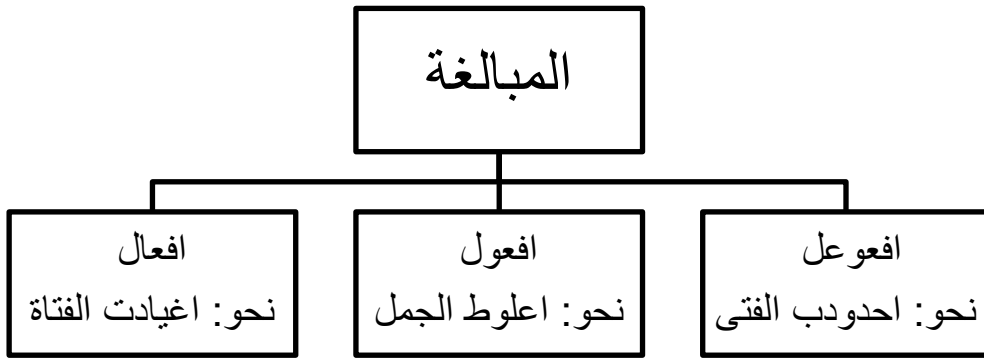 المبالغة
افعوعل
نحو: احدودب الفتى
افعول
نحو: اعلوط الجمل
افعال
نحو: اغيادت الفتاة